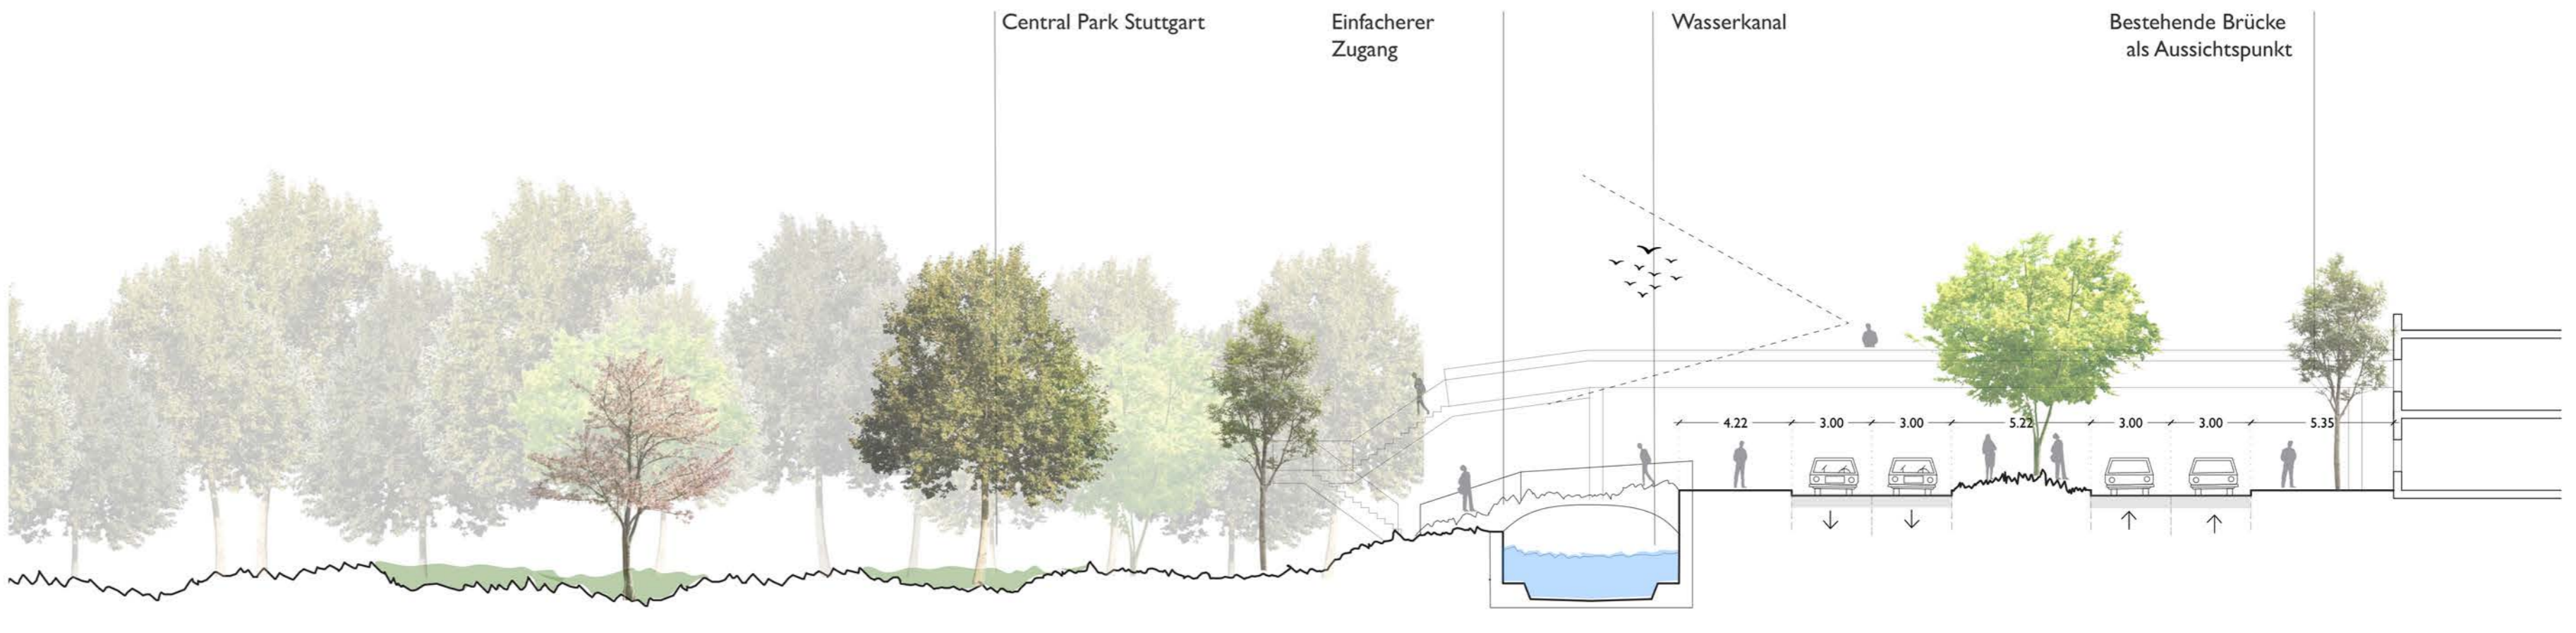 Central Park Stuttgart
Einfacherer
Zugang
Wasserkanal
Bestehende Brücke
als Aussichtspunkt
4.22
3.00
3.00
5.22
3.00
3.00
5.35